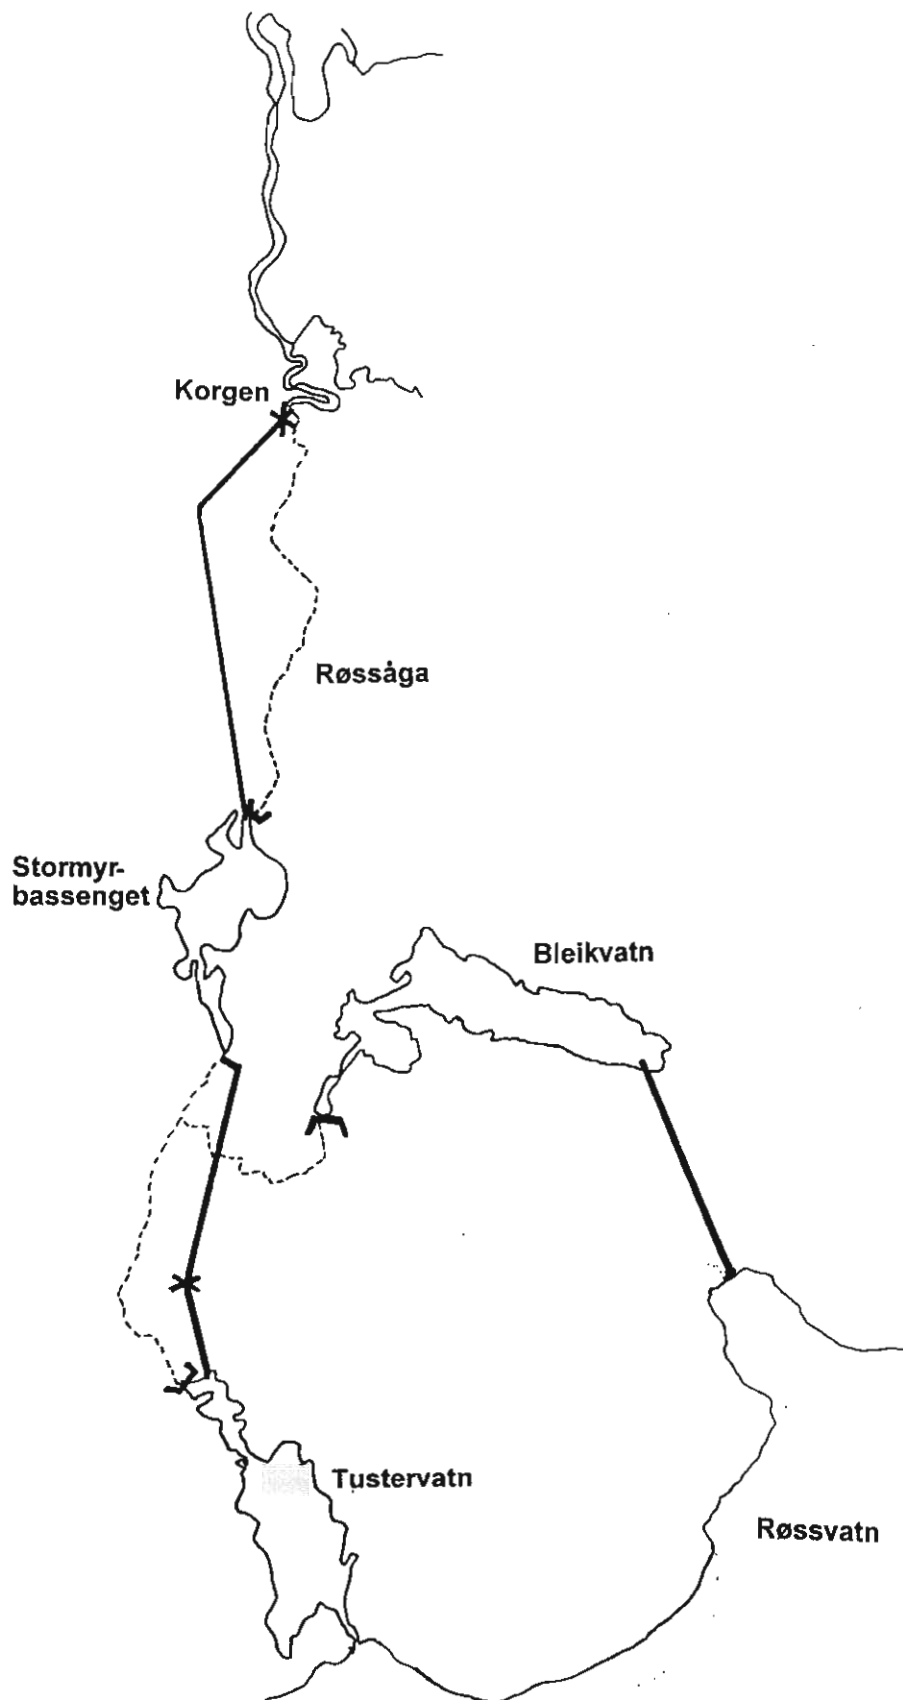 Korgen
Røssåga
Stormyr-
bassenget
Bleikvatn
Tustervatn
Røssvatn